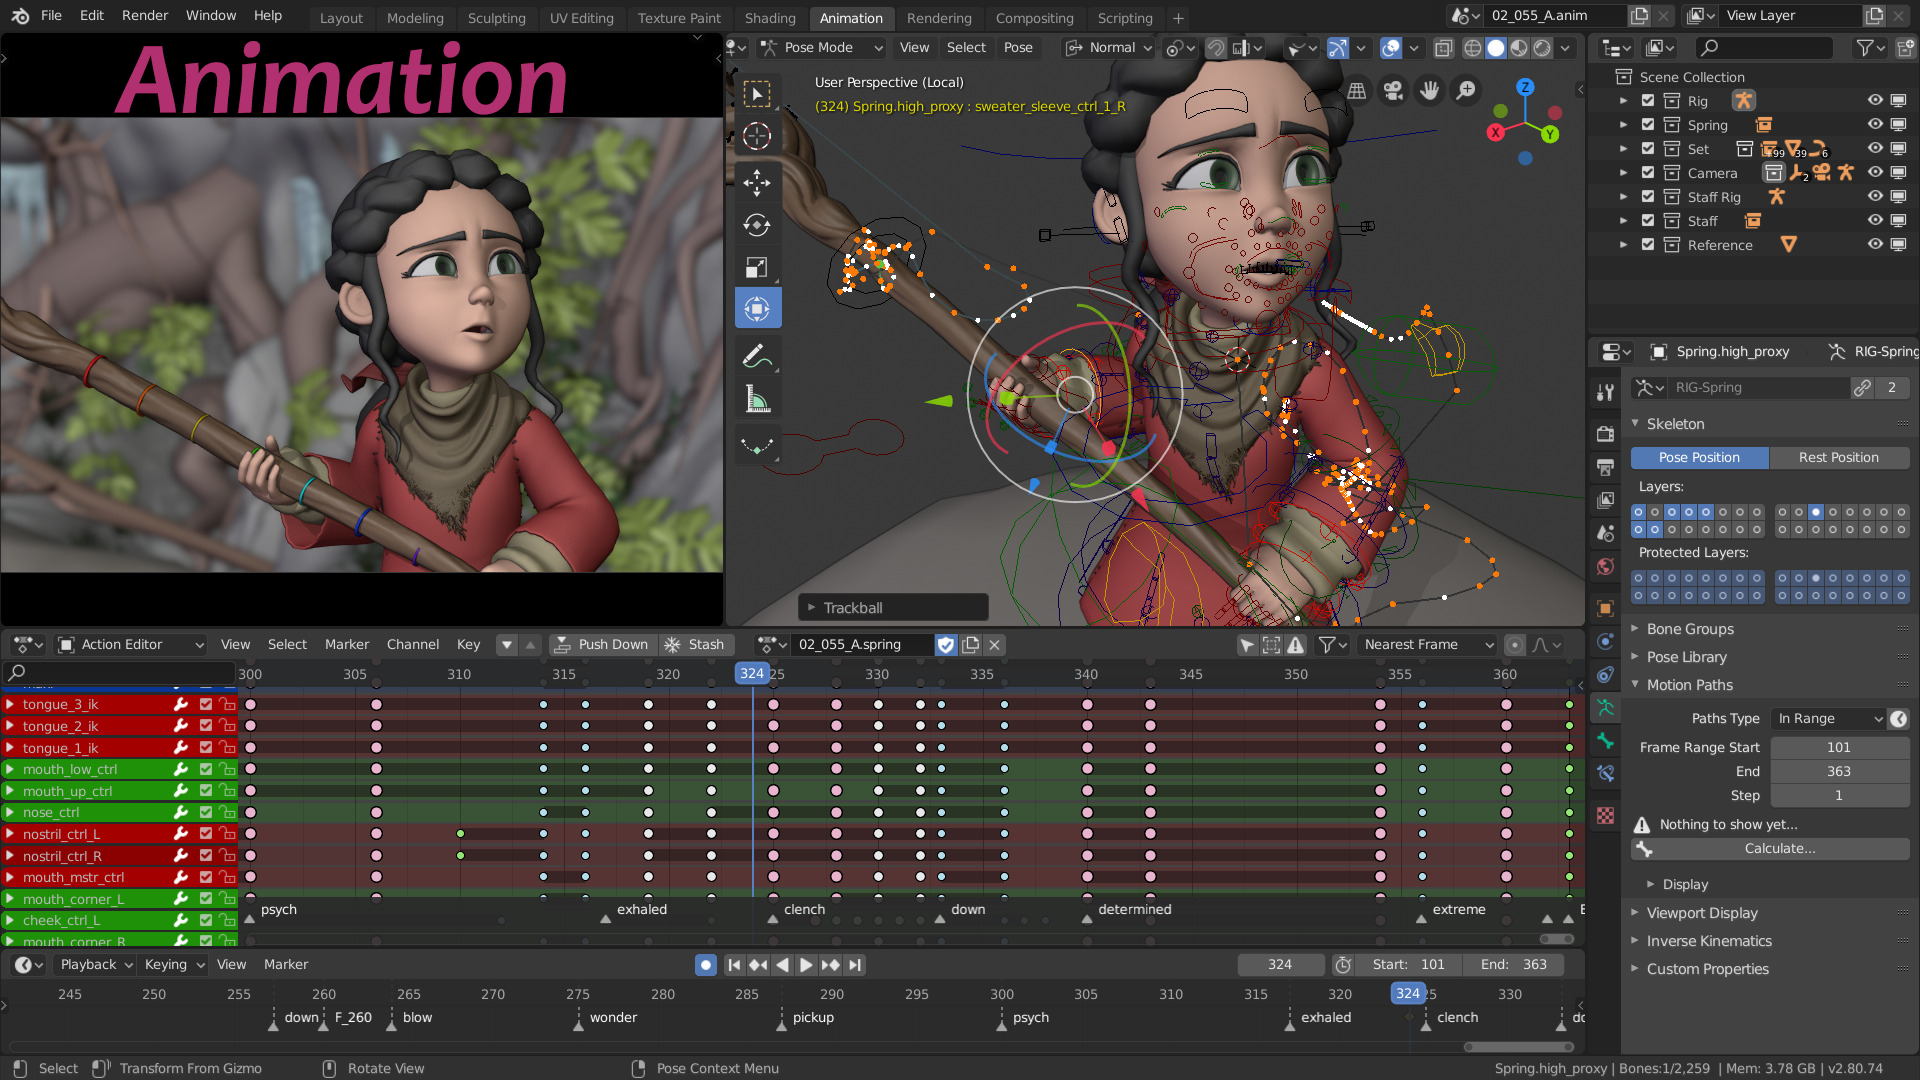 File Edit Render Window Help Layout Modeling Sculpting UV Editing Texture Paint Shading Animation Rendering Compositing Scripting + 02_055_A.anim View Layer
Animation
Pose Mode View Select Pose Normal
User Perspective (Local)
(324) Spring.high_proxy : sweater_sleeve_ctrl_1_R
Z
X
Y
Trackball
Scene Collection
Rig
Spring
Set 99 39 6
Camera 2
Staff Rig
Staff
Reference
Spring.high_proxy RIG-Spring
RIG-Spring 2
Skeleton
Pose Position Rest Position
Layers:
Protected Layers:
Bone Groups
Pose Library
Motion Paths
Paths Type In Range
Frame Range Start 101
End 363
Step 1
Nothing to show yet...
Calculate...
Display
Viewport Display
Inverse Kinematics
Custom Properties
Action Editor View Select Marker Channel Key Push Down Stash 02_055_A.spring Nearest Frame
300 305 310 315 320 324 25 330 335 340 345 350 355 360
tongue_3_ik
tongue_2_ik
tongue_1_ik
mouth_low_ctrl
mouth_up_ctrl
nose_ctrl
nostril_ctrl_L
nostril_ctrl_R
mouth_mstr_ctrl
mouth_corner_L
cheek_ctrl_L
mouth_corner_R
psych exhaled clench down determined extreme
Playback Keying View Marker 324 Start: 101 End: 363
245 250 255 260 265 270 275 280 285 290 295 300 305 310 315 320 324 5 330
down F_260 blow wonder pickup psych exhaled clench do
Select Transform From Gizmo Rotate View Pose Context Menu Spring.high_proxy | Bones:1/2,259 | Mem: 3.78 GB | v2.80.74